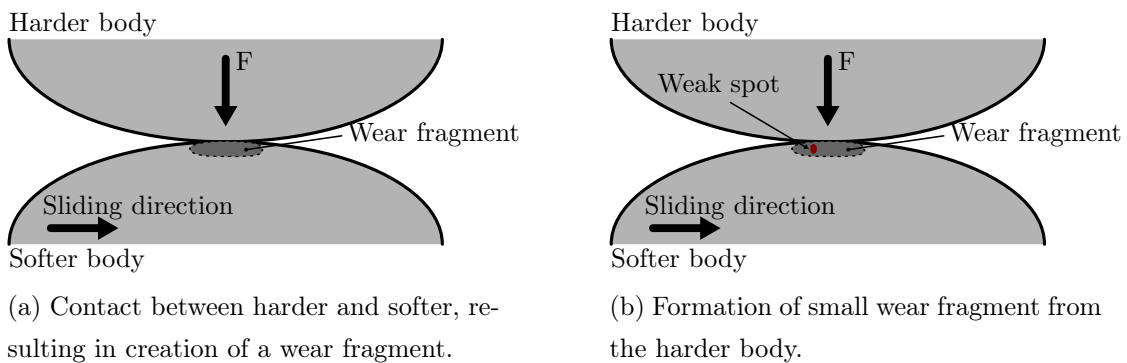 Harder body
F
Wear fragment
Sliding direction
Softer body
(a) Contact between harder and softer, re-
sulting in creation of a wear fragment.
Harder body
F
Weak spot
Wear fragment
Sliding direction
Softer body
(b) Formation of small wear fragment from
the harder body.